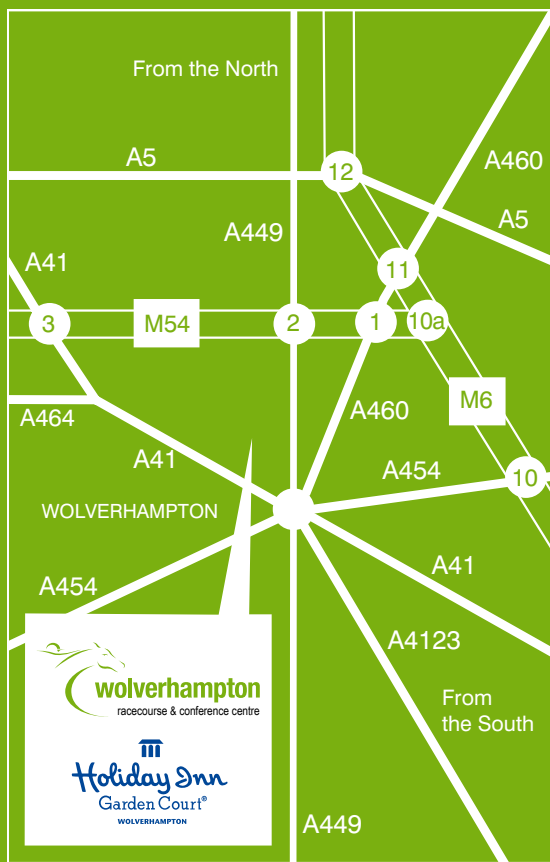 From the North
A5
12
A460
A5
A449
A41
11
3
M54
2
1
10a
A464
A460
M6
A41
A454
10
WOLVERHAMPTON
A454
A41
A4123
wolverhampton
racecourse & conference centre
From
the South
Holiday Inn
Garden Court®
WOLVERHAMPTON
A449